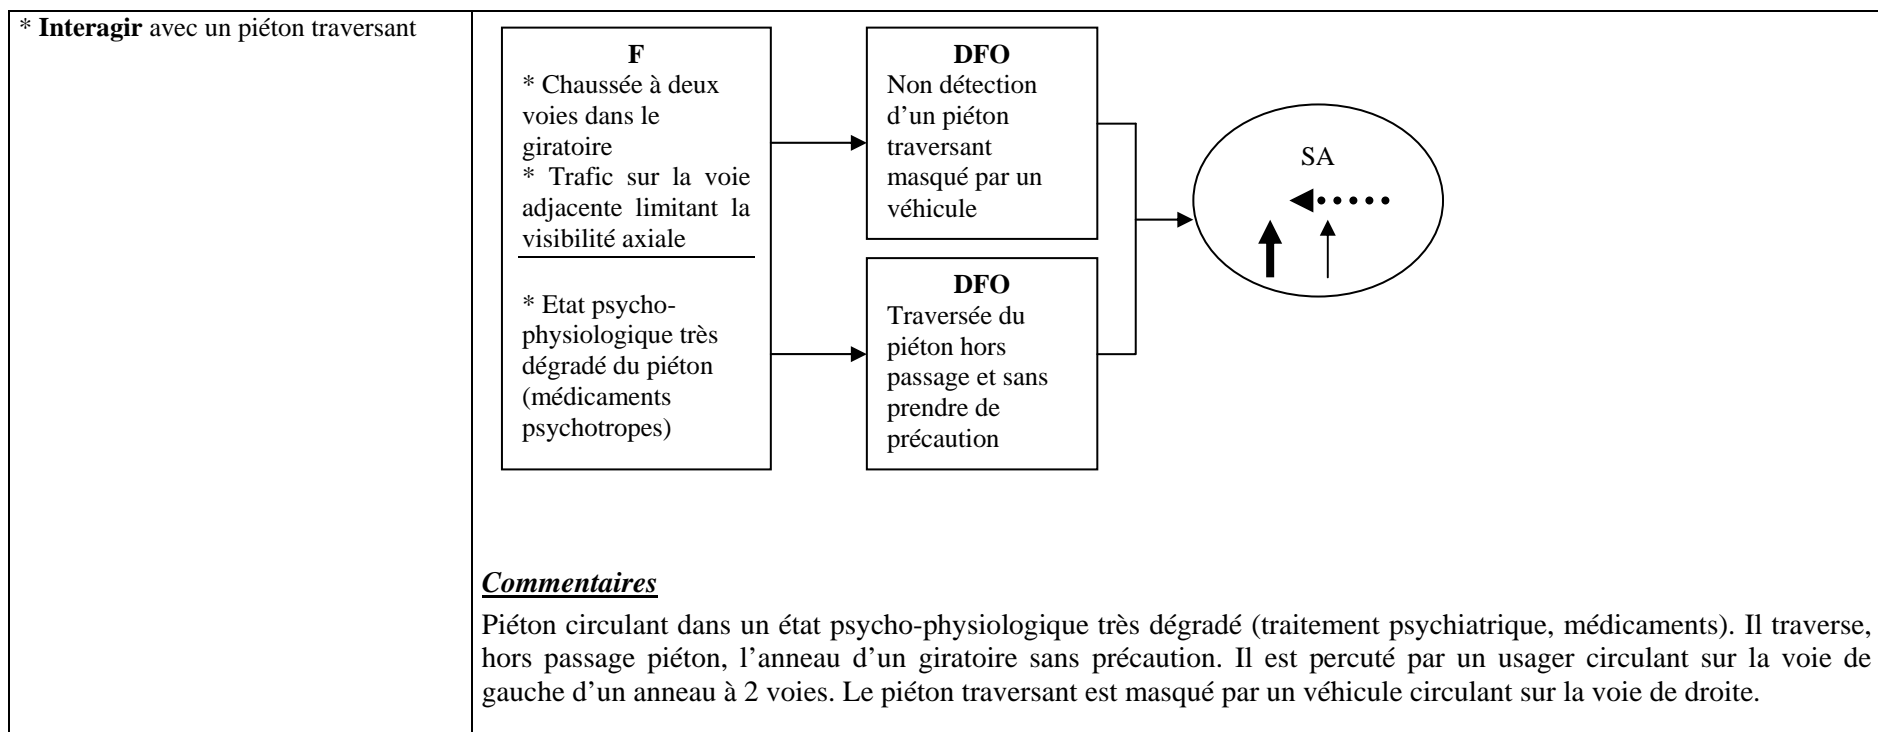 * Interagir avec un piéton traversant
F
* Chaussée à deux
voies dans le
giratoire
* Trafic sur la voie
adjacente limitant la
visibilité axiale
* Etat psycho-
physiologique très
dégradé du piéton
(médicaments
psychotropes)
DFO
Non détection
d’un piéton
traversant
masqué par un
véhicule
DFO
Traversée du
piéton hors
passage et sans
prendre de
précaution
SA
Commentaires
Piéton circulant dans un état psycho-physiologique très dégradé (traitement psychiatrique, médicaments). Il traverse,
hors passage piéton, l’anneau d’un giratoire sans précaution. Il est percuté par un usager circulant sur la voie de
gauche d’un anneau à 2 voies. Le piéton traversant est masqué par un véhicule circulant sur la voie de droite.